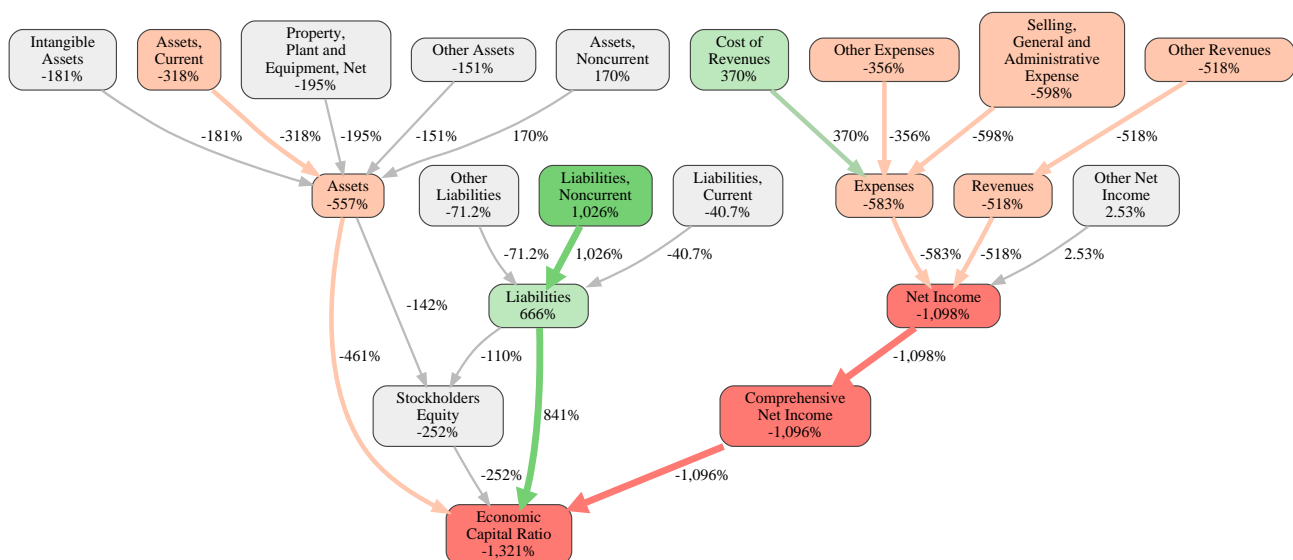 Intangible
Assets
-181%
Assets,
Current
-318%
Property,
Plant and
Equipment, Net
-195%
Other Assets
-151%
Assets,
Noncurrent
170%
Cost of
Revenues
370%
Other Expenses
-356%
Selling,
General and
Administrative
Expense
-598%
Other Revenues
-518%
-181%
-318%
-195%
-151%
170%
370%
-356%
-598%
-518%
Assets
-557%
Other
Liabilities
-71.2%
Liabilities,
Noncurrent
1,026%
Liabilities,
Current
-40.7%
Expenses
-583%
Revenues
-518%
Other Net
Income
2.53%
-71.2%
1,026%
-40.7%
-583%
-518%
2.53%
-142%
Liabilities
666%
Net Income
-1,098%
-461%
-110%
-1,098%
Stockholders
Equity
-252%
841%
Comprehensive
Net Income
-1,096%
-252%
-1,096%
Economic
Capital Ratio
-1,321%